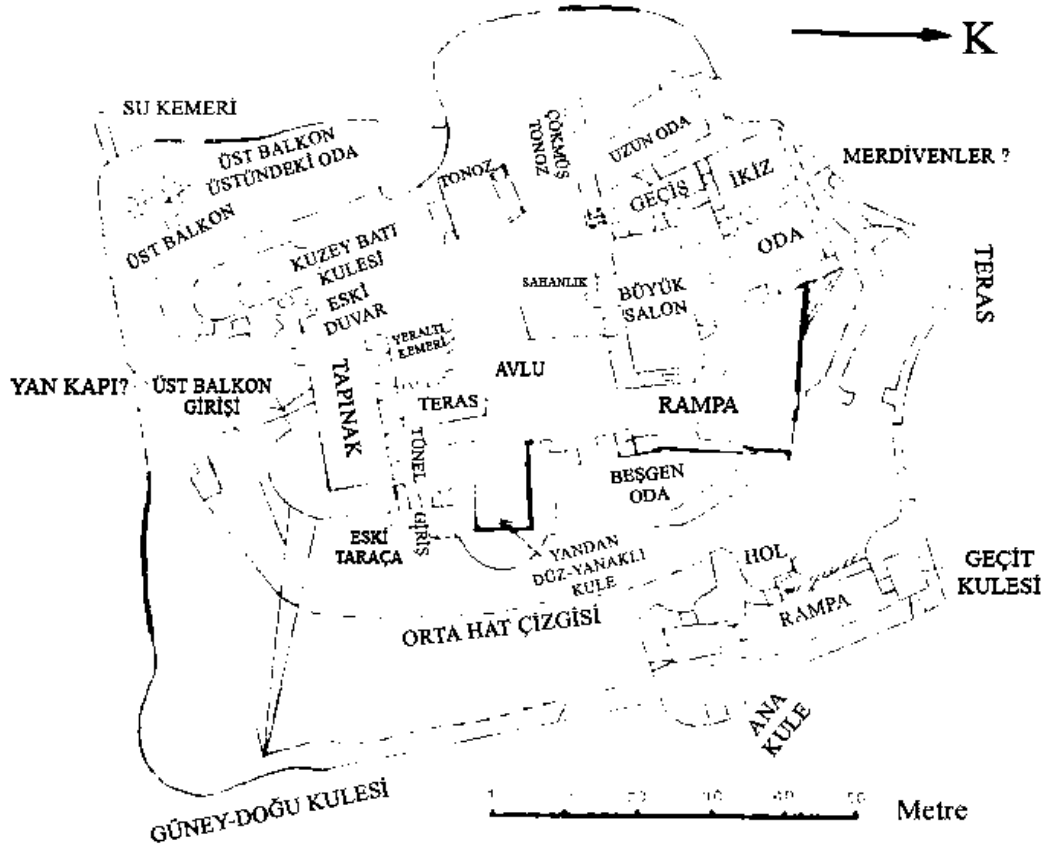 K
SU KEMERİ
ÜST BALKON
ÜSTÜNDEKİ ODA
ÜST BALKON
KUZEY BATI
KULESİ
ESKİ
DUVAR
TONOZ
ÇÖKMÜŞ
TONOZ
UZUN ODA
GEÇİŞ
İKİZ
ODA
MERDİVENLER ?
TERAS
SAHANLIK
BÜYÜK
SALON
YERALTI
KEMERİ
AVLU
YAN KAPI?
ÜST BALKON
GİRİŞİ
TAPINAK
TERAS
RAMPA
TÜNEL
GİRİŞ
BEŞGEN
ODA
ESKİ
TARAÇA
YANDAN
DÜZ-YANAKLI
KULE
HOL
RAMPA
GEÇİT
KULESİ
ORTA HAT ÇİZGİSİ
ANA
KULE
GÜNEY-DOĞU KULESİ
Metre